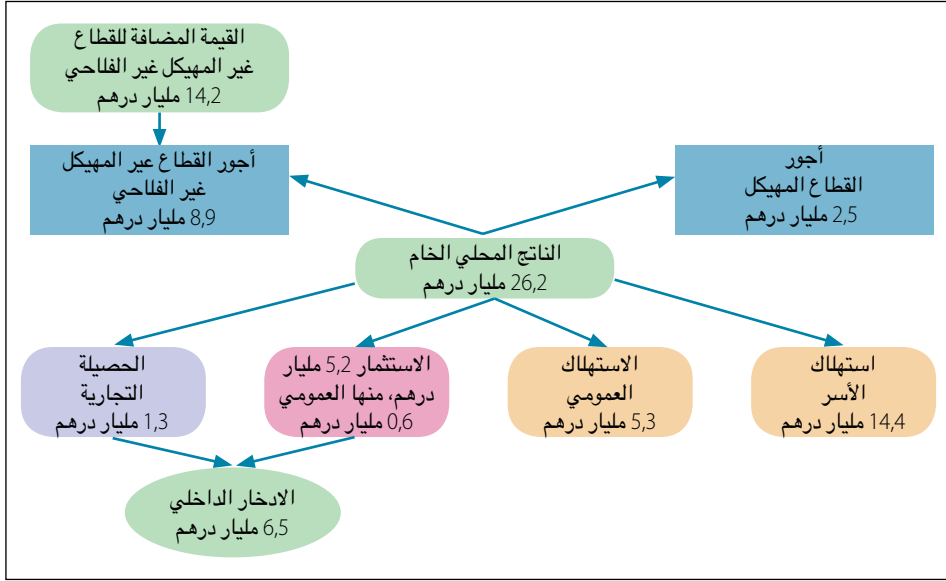 القيمة المضافة للقطاع
غير المهيكل غير الفلاحي
14,2 مليار درهم
أجور
القطاع المهيكل
2,5 مليار درهم
أجور القطاع عير المهيكل
غير الفلاحي
8,9 مليار درهم
الناتج المحلي الخام
26,2 مليار درهم
استهلاك
الأسر
14,4 مليار درهم
الاستهلاك
العمومي
5,3 مليار درهم
الاستثمار 5,2 مليار
درهم، منها العمومي
0,6 مليار درهم
الحصيلة
التجارية
1,3 مليار درهم
الادخار الداخلي
6,5 مليار درهم